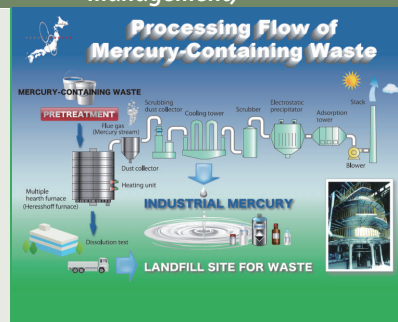 management)
Processing Flow of
Mercury-Containing Waste
MERCURY-CONTAINING WASTE
PRETREATMENT
Flue gas
(Mercury stream)
Scrubbing
dust collector
Cooling tower
Scrubber
Electrostatic
precipitator
Adsorption
tower
Stack
Dust collector
Blower
Heating unit
Multiple
hearth furnace
(Heresshoff furnace)
INDUSTRIAL MERCURY
Dissolution test
LANDFILL SITE FOR WASTE